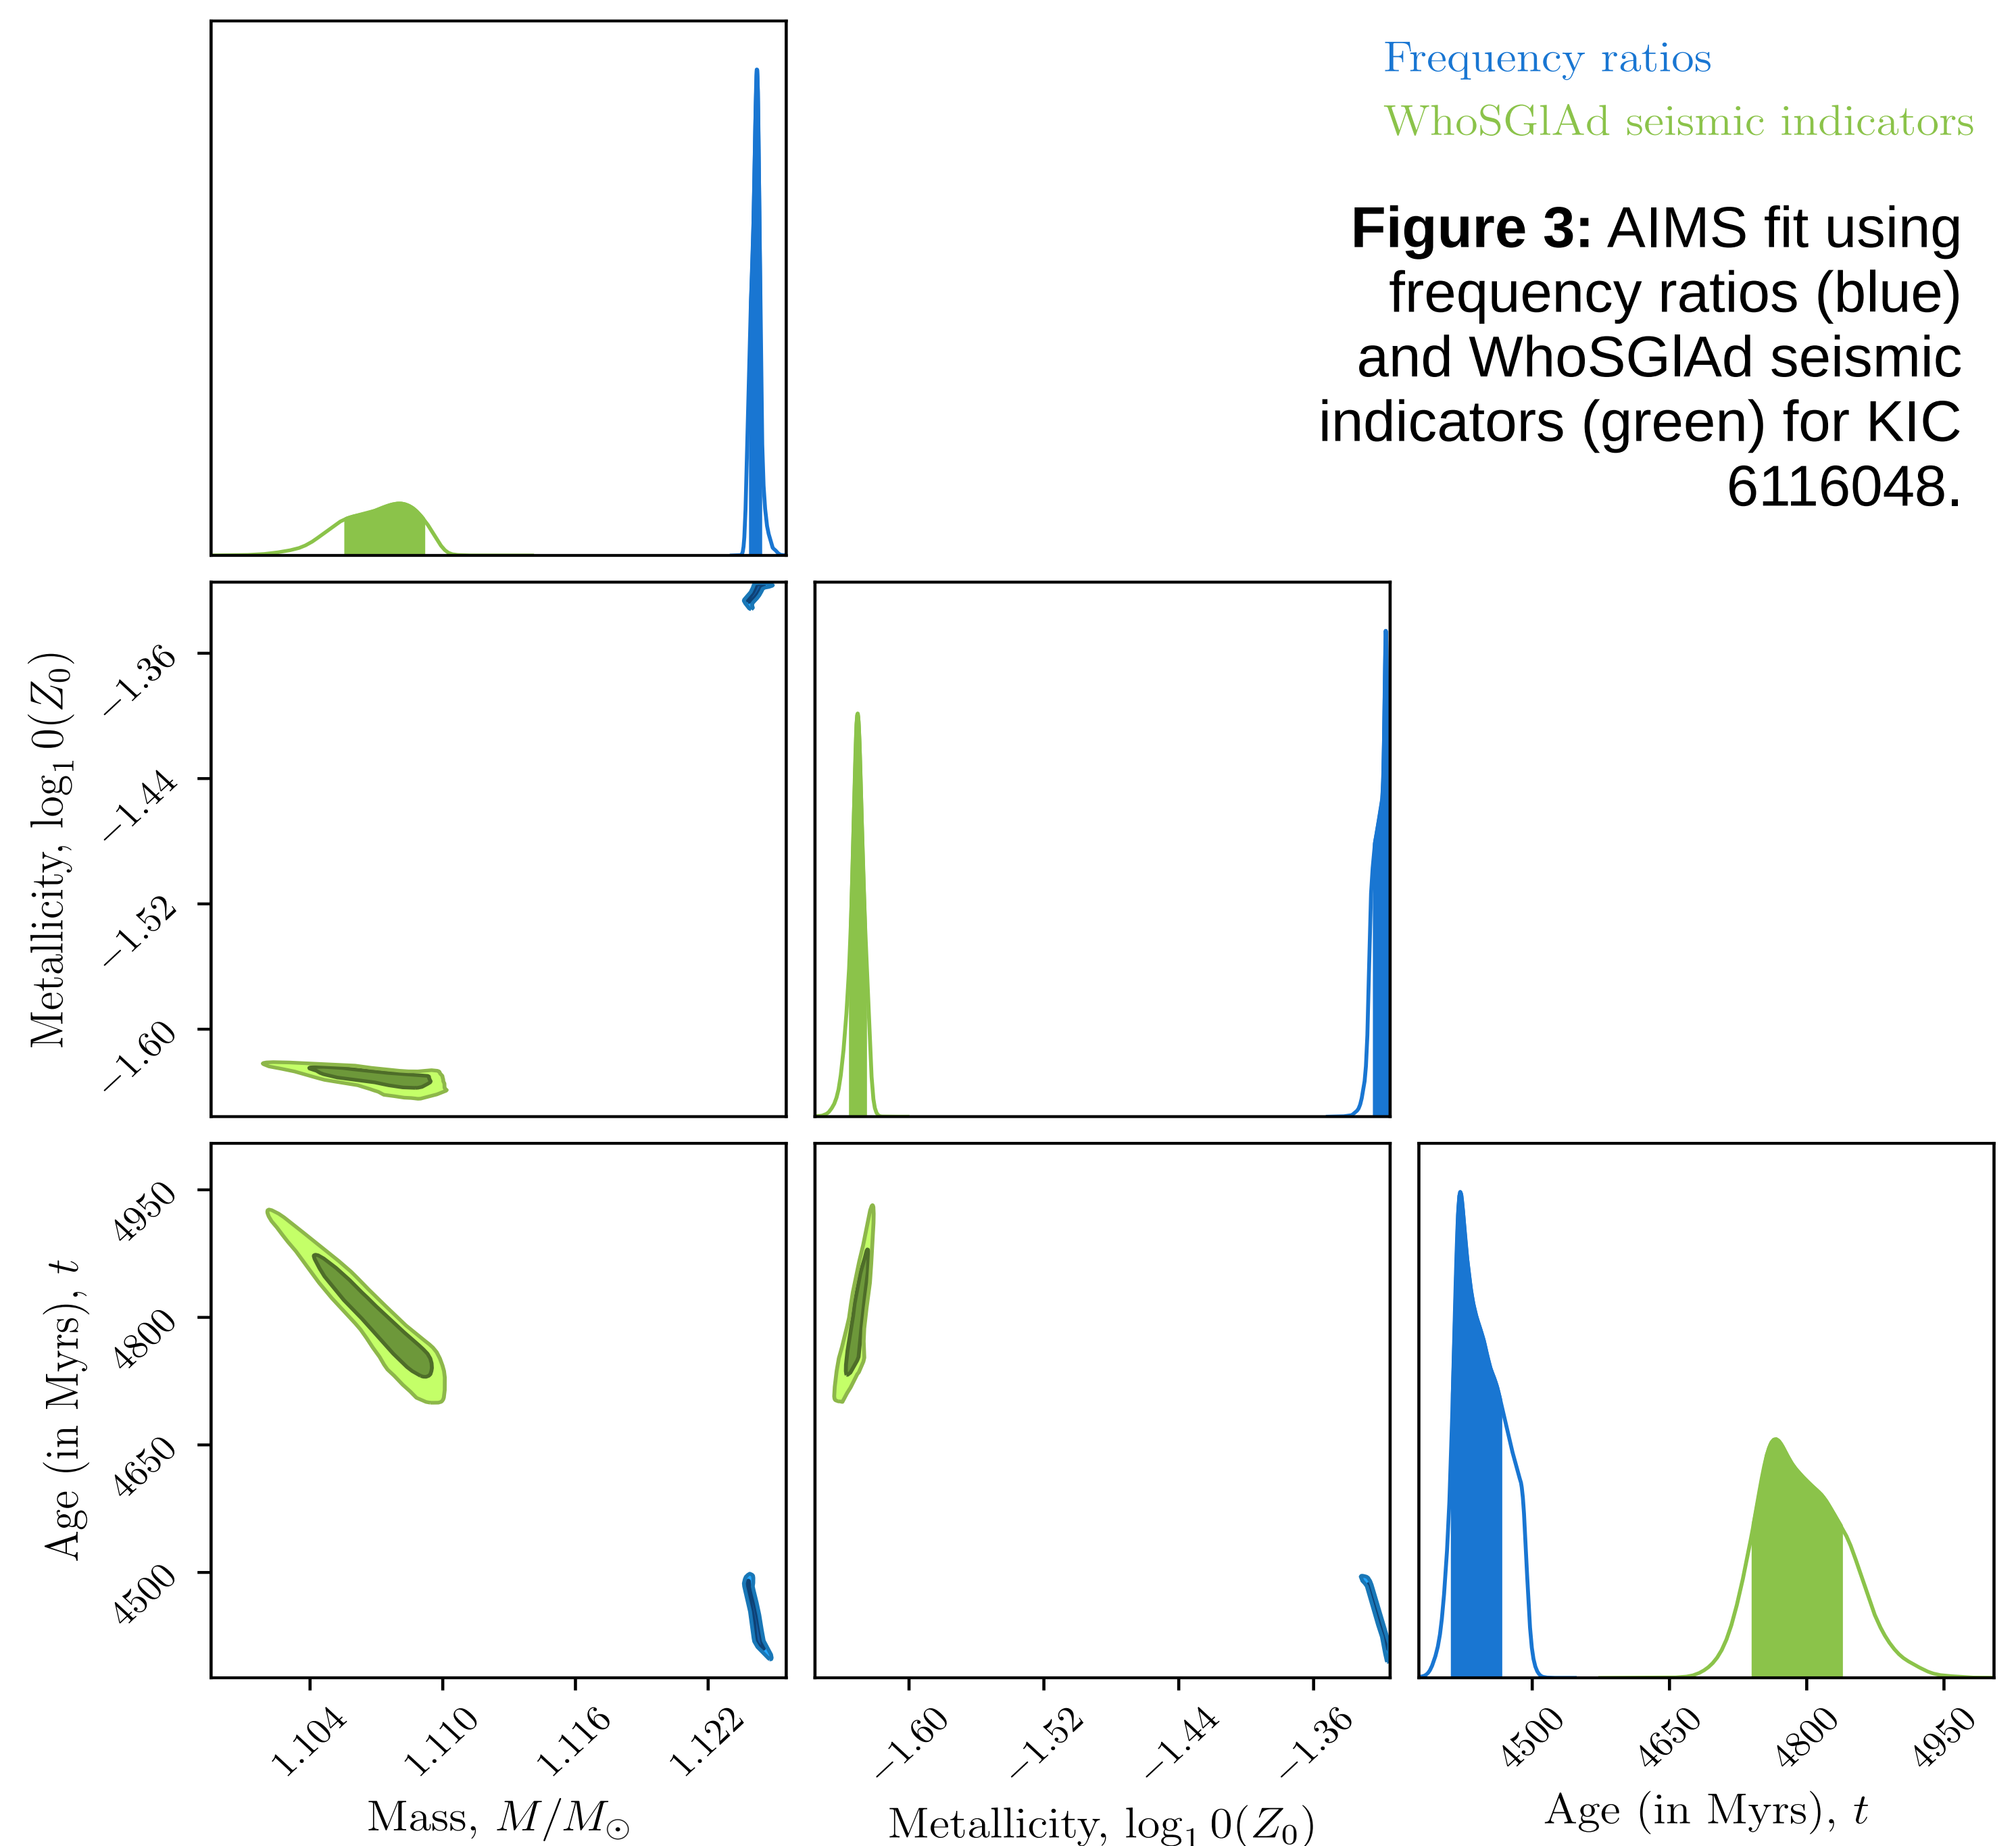 Frequency ratios
WhoSGlAd seismic indicators
Figure 3: AIMS fit using
frequency ratios (blue)
and WhoSGlAd seismic
indicators (green) for KIC
6116048.
Metallicity, log₁ 0(Z₀)
−1.36
−1.44
−1.52
−1.60
Age (in Myrs), t
4950
4800
4650
4500
1.104
1.110
1.116
1.122
Mass, M/M☉
−1.60
−1.52
−1.44
−1.36
Metallicity, log₁ 0(Z₀)
4500
4650
4800
4950
Age (in Myrs), t